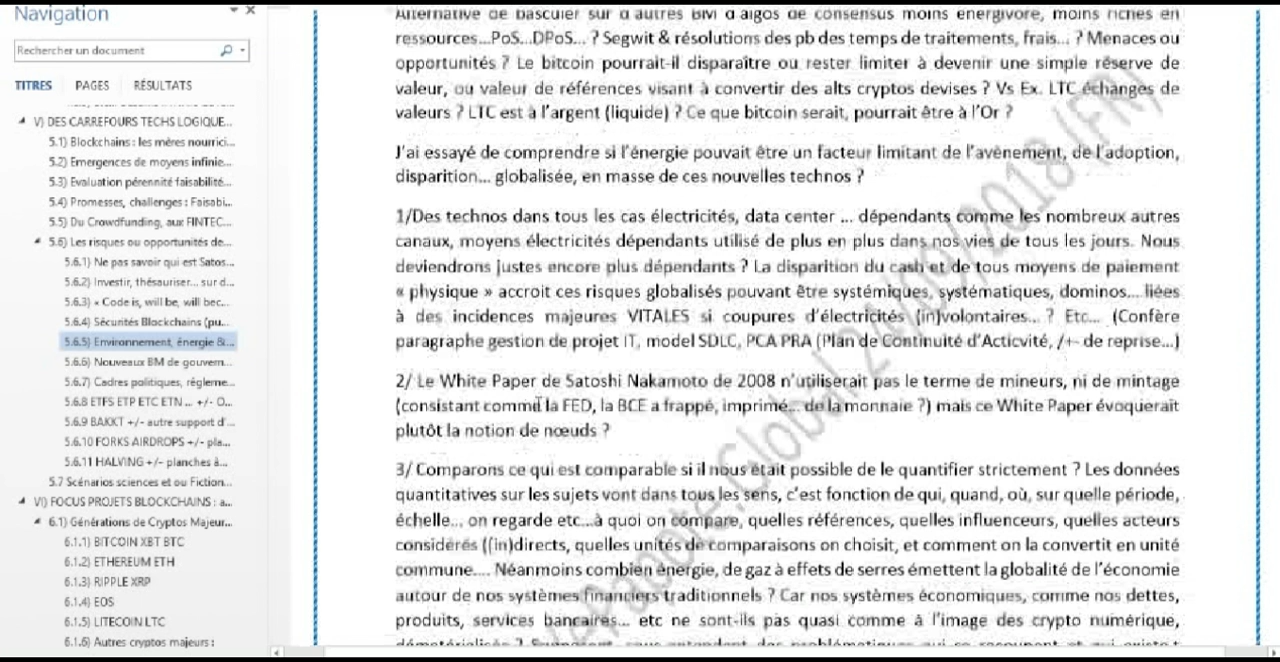 Navigation
Rechercher un document
TITRES PAGES RÉSULTATS
V) DES CARREFOURS TECHS LOGIQUE...
5.1) Blockchains : les mères nourrici...
5.2) Emergences de moyens infinie...
5.3) Evaluation pérennité faisabilité...
5.4) Promesses, challenges : Faisabi...
5.5) Du Crowdfunding, aux FINTEC...
5.6) Les risques ou opportunités de...
5.6.1) Ne pas savoir qui est Satos...
5.6.2) Investir, thésauriser... sur d...
5.6.3) « Code is, will be, will bec...
5.6.4) Sécurités Blockchains (pu...
5.6.5) Environnement, énergie &...
5.6.6) Nouveaux BM de gouvern...
5.6.7) Cadres politiques, régleme...
5.6.8 ETFS ETP ETC ETN ... +/- O...
5.6.9 BAKKT +/- autre support d'...
5.6.10 FORKS AIRDROPS +/- pla...
5.6.11 HALVING +/- planches à...
5.7 Scénarios sciences et ou Fiction...
VI) FOCUS PROJETS BLOCKCHAINS : a...
6.1) Générations de Cryptos Majeur...
6.1.1) BITCOIN XBT BTC
6.1.2) ETHEREUM ETH
6.1.3) RIPPLE XRP
6.1.4) EOS
6.1.5) LITECOIN LTC
6.1.6) Autres cryptos majeurs :
Alternative de basculer sur d'autres BM d'algos de consensus moins énergivore, moins riches en
ressources...PoS...DPoS... ? Segwit & résolutions des pb des temps de traitements, frais... ? Menaces ou
opportunités ? Le bitcoin pourrait-il disparaître ou rester limiter à devenir une simple réserve de
valeur, ou valeur de références visant à convertir des alts cryptos devises ? Vs Ex. LTC échanges de
valeurs ? LTC est à l'argent (liquide) ? Ce que bitcoin serait, pourrait être à l'Or ?
J'ai essayé de comprendre si l'énergie pouvait être un facteur limitant de l'avènement, de l'adoption,
disparition... globalisée, en masse de ces nouvelles technos ?
1/Des technos dans tous les cas électricités, data center ... dépendants comme les nombreux autres
canaux, moyens électricités dépendants utilisé de plus en plus dans nos vies de tous les jours. Nous
deviendrons justes encore plus dépendants ? La disparition du cash et de tous moyens de paiement
« physique » accroit ces risques globalisés pouvant être systémiques, systématiques, dominos... liées
à des incidences majeures VITALES si coupures d'électricités (in)volontaires... ? Etc... (Confère
paragraphe gestion de projet IT, model SDLC, PCA PRA (Plan de Continuité d'Acticvité, /+- de reprise...)
2/ Le White Paper de Satoshi Nakamoto de 2008 n'utiliserait pas le terme de mineurs, ni de mintage
(consistant comme la FED, la BCE a frappé, imprimé... de la monnaie ?) mais ce White Paper évoquerait
plutôt la notion de nœuds ?
3/ Comparons ce qui est comparable si il nous était possible de le quantifier strictement ? Les données
quantitatives sur les sujets vont dans tous les sens, c'est fonction de qui, quand, où, sur quelle période,
échelle... on regarde etc...à quoi on compare, quelles références, quelles influenceurs, quelles acteurs
considérés ((in)directs, quelles unités de comparaisons on choisit, et comment on la convertit en unité
commune.... Néanmoins combien énergie, de gaz à effets de serres émettent la globalité de l'économie
autour de nos systèmes financiers traditionnels ? Car nos systèmes économiques, comme nos dettes,
produits, services bancaires... etc ne sont-ils pas quasi comme à l'image des crypto numérique,